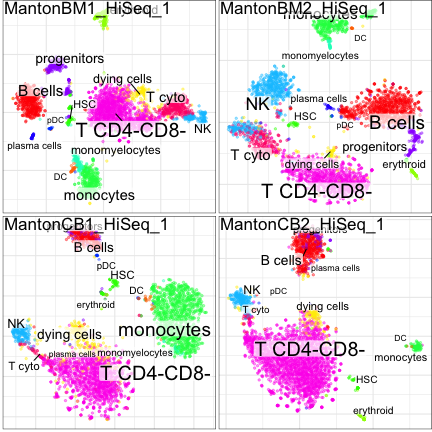 MantonBM1_HiSeq_1
erythroid
progenitors
dying cells
B cells
HSC
T cyto
pDC
T CD4-CD8-
NK
plasma cells
monomyelocytes
DC
monocytes
MantonBM2_HiSeq_1
monocytes
DC
monomyelocytes
NK
plasma cells
HSC
pDC
B cells
T cyto
progenitors
dying cells
erythroid
T CD4-CD8-
MantonCB1_HiSeq_1
progenitors
B cells
pDC
HSC
DC
erythroid
NK
dying cells
monocytes
plasma cells
monomyelocytes
T cyto
T CD4-CD8-
MantonCB2_HiSeq_1
progenitors
B cells
plasma cells
NK
pDC
T cyto
dying cells
T CD4-CD8-
DC
monocytes
HSC
erythroid